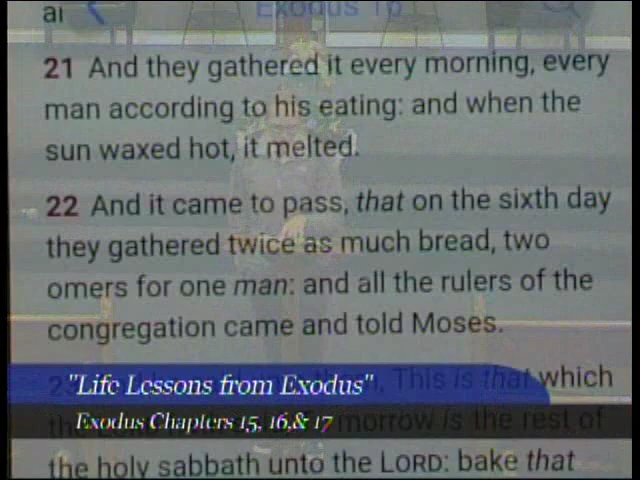 Exodus 16
21 And they gathered it every morning, every
man according to his eating: and when the
sun waxed hot, it melted.
22 And it came to pass, that on the sixth day
they gathered twice as much bread, two
omers for one man: and all the rulers of the
congregation came and told Moses.
This is that which
"Life Lessons from Exodus"
morrow is the rest of
Exodus Chapters 15, 16,& 17
the holy sabbath unto the LORD: bake that